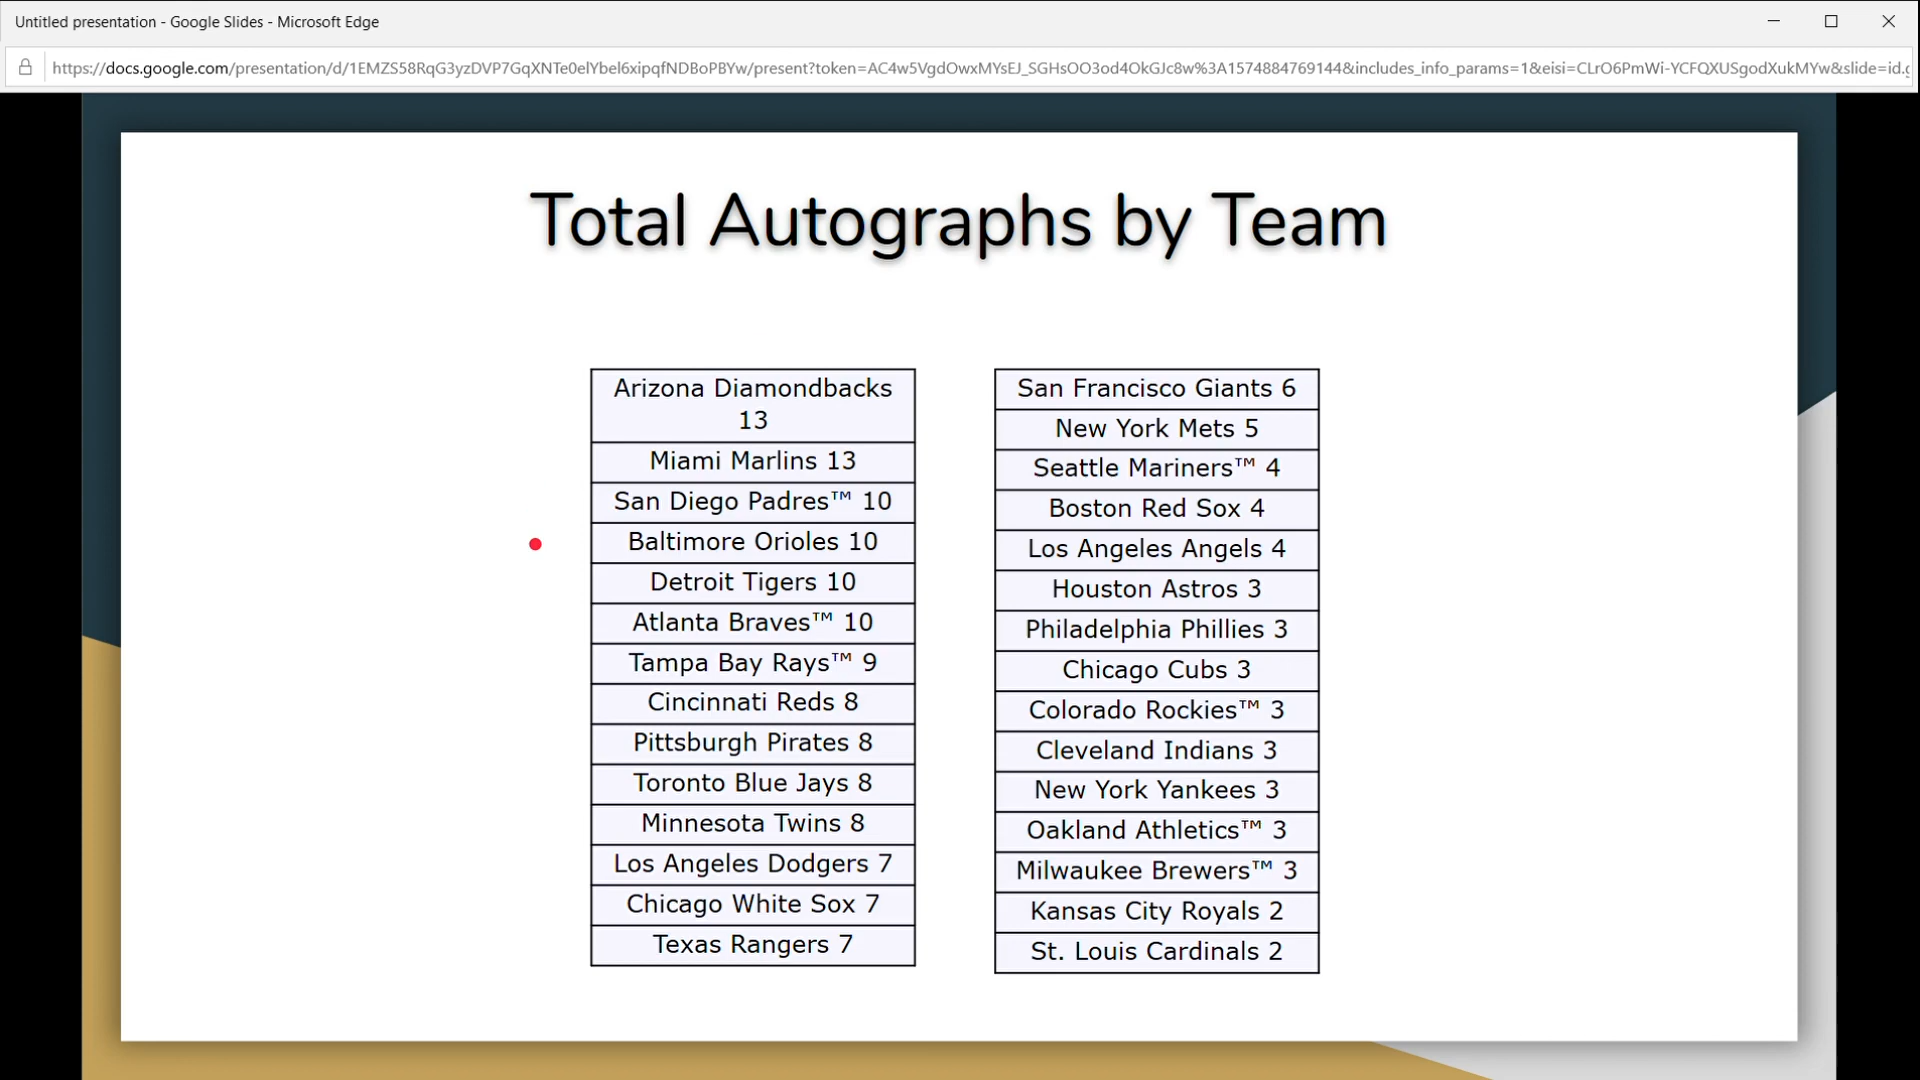 Untitled presentation - Google Slides - Microsoft Edge
https://docs.google.com/presentation/d/1EMZS58RqG3yzDVP7GqXNTe0elYbel6xipqfNDBoPBYw/present?token=AC4w5VgdOwxMYsEJ_SGHsOO3od4OkGJc8w%3A1574884769144&includes_info_params=1&eisi=CLrO6PmWi-YCFQXUSgodXukMYw&slide=id.g
Total Autographs by Team
Arizona Diamondbacks
13
Miami Marlins 13
San Diego Padres™ 10
Baltimore Orioles 10
Detroit Tigers 10
Atlanta Braves™ 10
Tampa Bay Rays™ 9
Cincinnati Reds 8
Pittsburgh Pirates 8
Toronto Blue Jays 8
Minnesota Twins 8
Los Angeles Dodgers 7
Chicago White Sox 7
Texas Rangers 7
San Francisco Giants 6
New York Mets 5
Seattle Mariners™ 4
Boston Red Sox 4
Los Angeles Angels 4
Houston Astros 3
Philadelphia Phillies 3
Chicago Cubs 3
Colorado Rockies™ 3
Cleveland Indians 3
New York Yankees 3
Oakland Athletics™ 3
Milwaukee Brewers™ 3
Kansas City Royals 2
St. Louis Cardinals 2